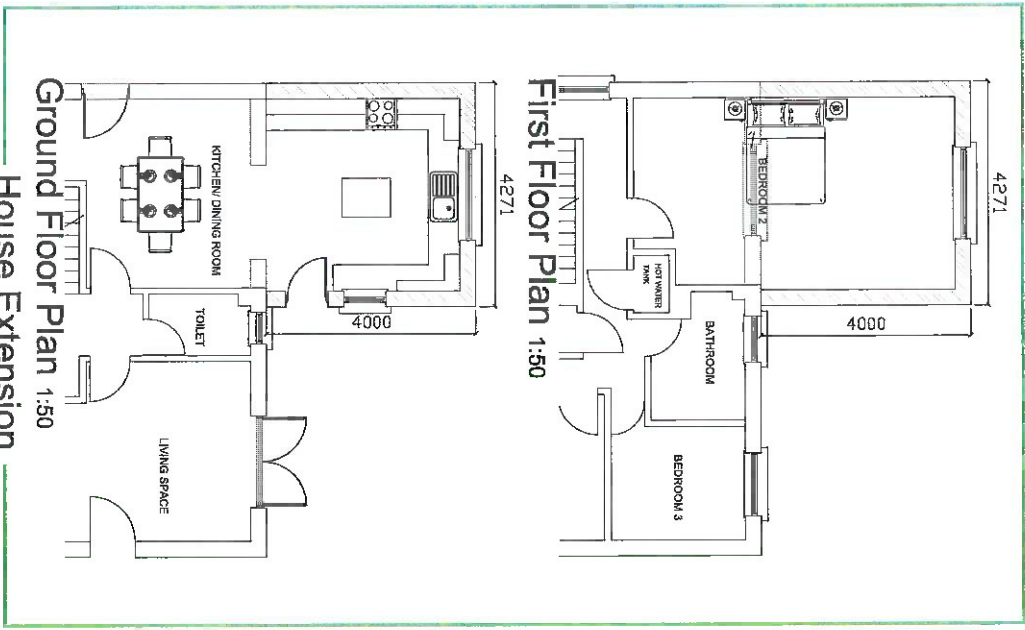 4271
4000
BEDROOM 2
HOT WATER
TANK
BATHROOM
BEDROOM 3
First Floor Plan 1:50
4271
4000
KITCHEN/ DINING ROOM
TOILET
LIVING SPACE
Ground Floor Plan 1:50
House Extension